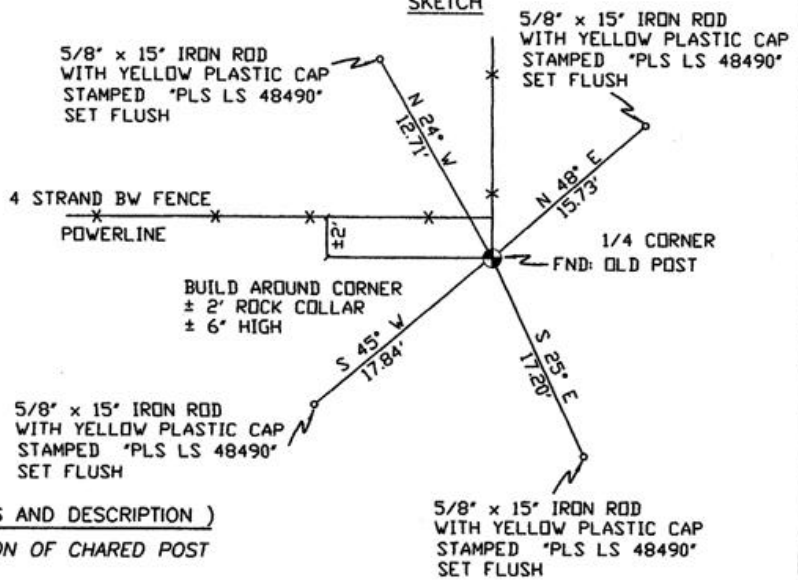 SKETCH
5/8" x 15" IRON ROD
WITH YELLOW PLASTIC CAP
STAMPED "PLS LS 48490"
SET FLUSH
5/8" x 15" IRON ROD
WITH YELLOW PLASTIC CAP
STAMPED "PLS LS 48490"
SET FLUSH
N 24° W
12.71'
N 48° E
15.73'
4 STRAND BW FENCE
POWERLINE
±2'
1/4 CORNER
FND: OLD POST
BUILD AROUND CORNER
± 2' ROCK COLLAR
± 6" HIGH
S 45° W
17.84'
S 25° E
17.20'
5/8" x 15" IRON ROD
WITH YELLOW PLASTIC CAP
STAMPED "PLS LS 48490"
SET FLUSH
5/8" x 15" IRON ROD
WITH YELLOW PLASTIC CAP
STAMPED "PLS LS 48490"
SET FLUSH
AND DESCRIPTION )
OF CHARED POST